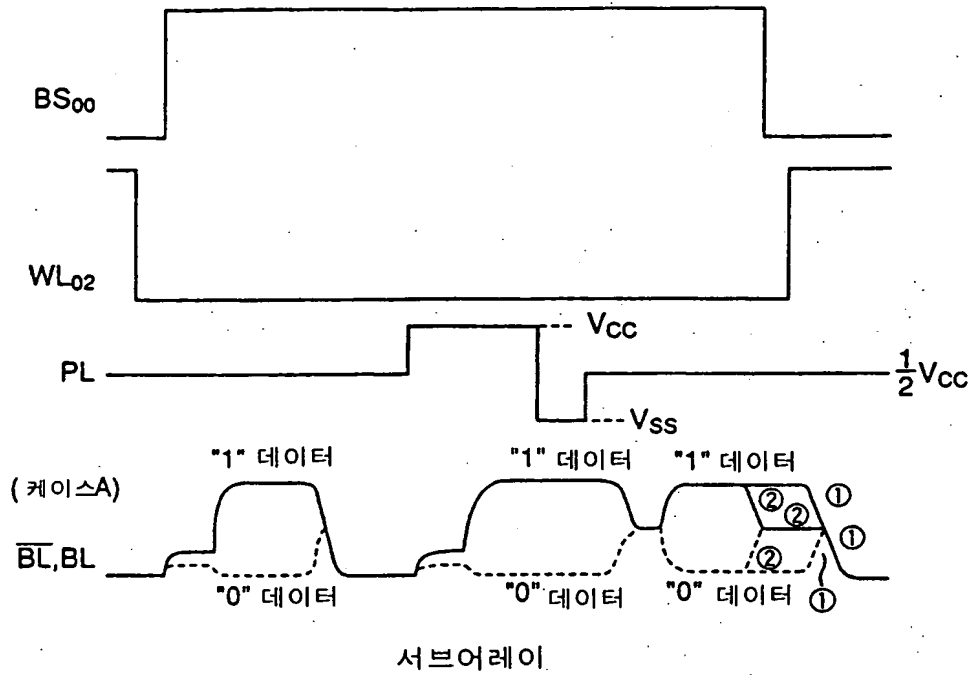 BS00
WL02
VCC
PL
1/2 VCC
VSS
"1" 데이터 "1" 데이터 "1" 데이터
(케이스A)
② ② ①
BL,BL ② ①
"0" 데이터 "0" 데이터 "0" 데이터 ①
서브어레이